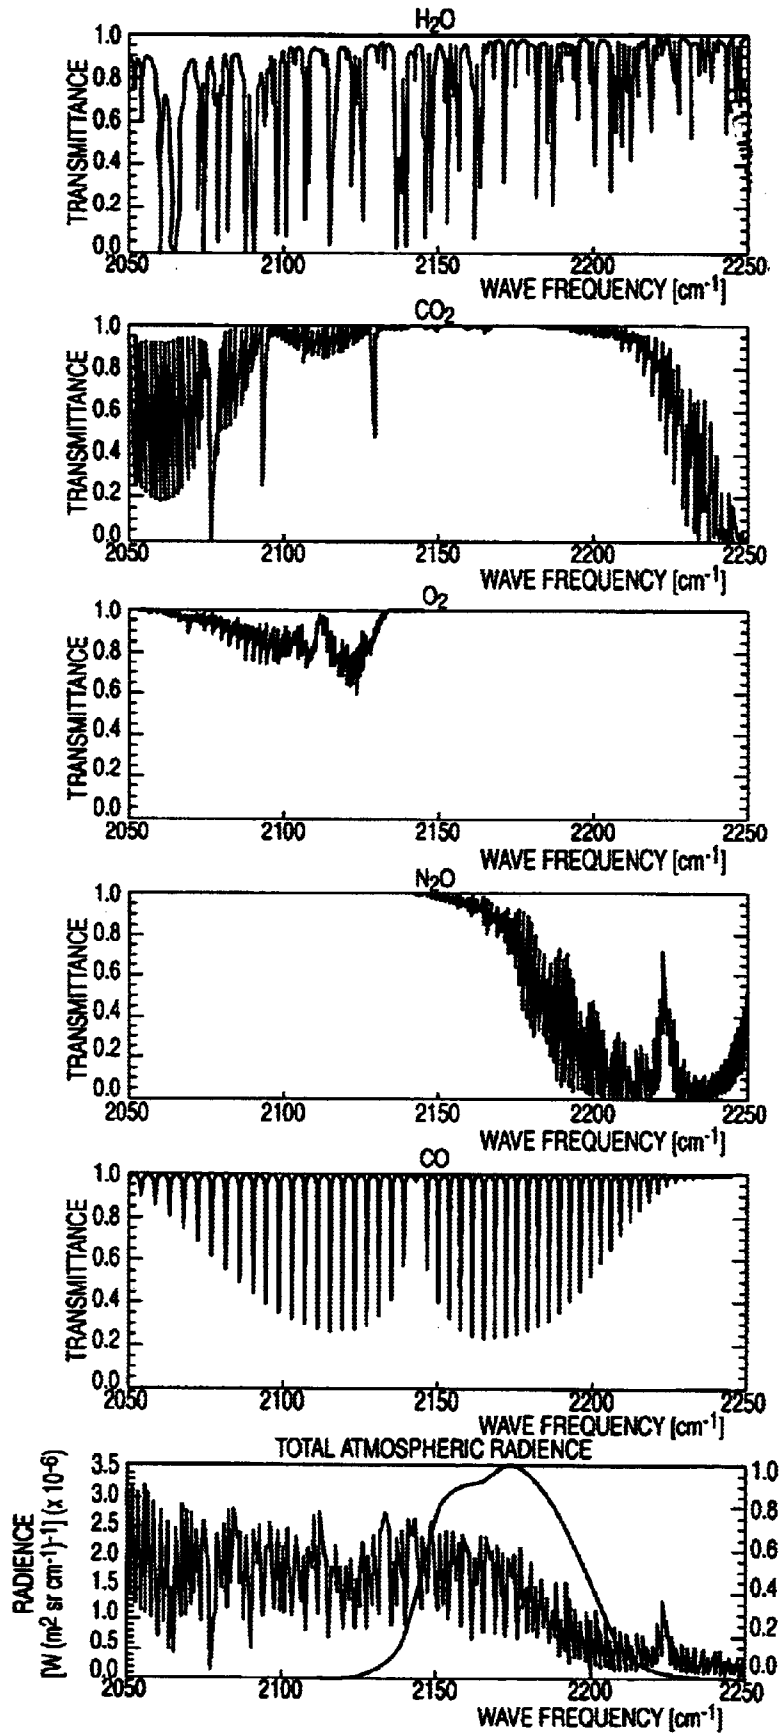 H2O
TRANSMITTANCE
1.0
0.8
0.6
0.4
0.2
0.0
2050 2100 2150 2200 2250
WAVE FREQUENCY [cm-1]
CO2
TRANSMITTANCE
1.0
0.8
0.6
0.4
0.2
0.0
2050 2100 2150 2200 2250
WAVE FREQUENCY [cm-1]
O2
TRANSMITTANCE
1.0
0.8
0.6
0.4
0.2
0.0
2050 2100 2150 2200 2250
WAVE FREQUENCY [cm-1]
N2O
TRANSMITTANCE
1.0
0.8
0.6
0.4
0.2
0.0
2050 2100 2150 2200 2250
WAVE FREQUENCY [cm-1]
CO
TRANSMITTANCE
1.0
0.8
0.6
0.4
0.2
0.0
2050 2100 2150 2200 2250
WAVE FREQUENCY [cm-1]
TOTAL ATMOSPHERIC RADIENCE
RADIENCE
[W (m2 sr cm-1)-1] (x 10-6)
3.5
3.0
2.5
2.0
1.5
1.0
0.5
0.0
1.0
0.8
0.6
0.4
0.2
0.0
2050 2100 2150 2200 2250
WAVE FREQUENCY [cm-1]